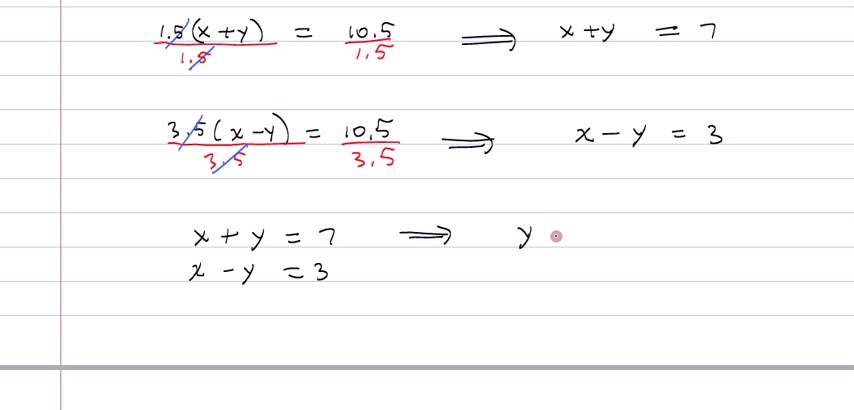 1.5(x+y)/1.5 = 10.5/1.5 ⟹ x+y = 7
3.5(x-y)/3.5 = 10.5/3.5 ⟹ x-y = 3
x+y = 7 ⟹ y
x-y = 3